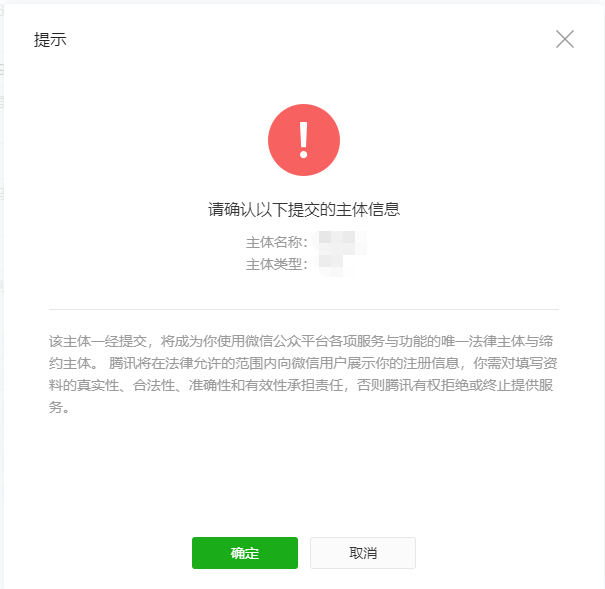 提示
请确认以下提交的主体信息
主体名称：
主体类型：
该主体一经提交，将成为你使用微信公众平台各项服务与功能的唯一法律主体与缔
约主体。 腾讯将在法律允许的范围内向微信用户展示你的注册信息，你需对填写资
料的真实性、合法性、准确性和有效性承担责任，否则腾讯有权拒绝或终止提供服
务。
确定
取消